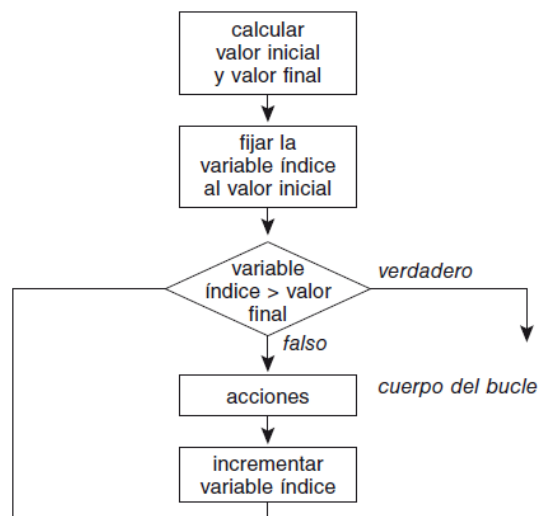 calcular
valor inicial
y valor final
fijar la
variable índice
al valor inicial
variable
índice > valor
final
verdadero
falso
acciones
cuerpo del bucle
incrementar
variable índice